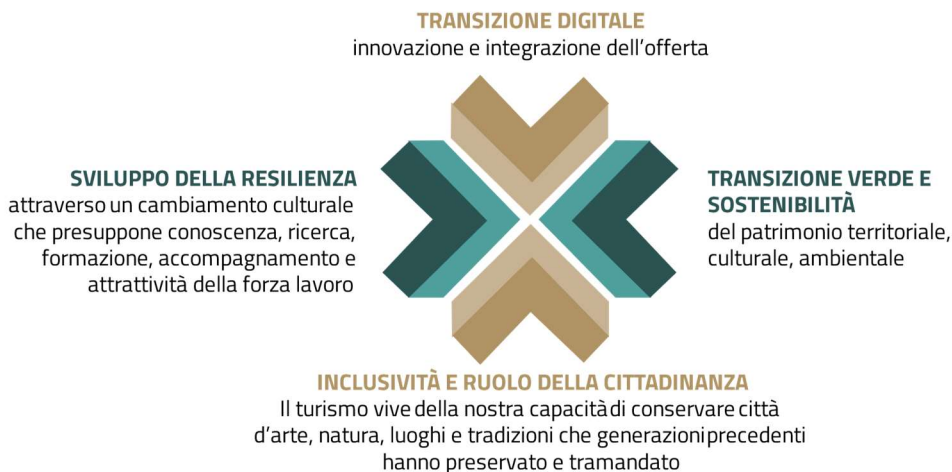 TRANSIZIONE DIGITALE
innovazione e integrazione dell'offerta
SVILUPPO DELLA RESILIENZA
attraverso un cambiamento culturale
che presuppone conoscenza, ricerca,
formazione, accompagnamento e
attrattività della forza lavoro
TRANSIZIONE VERDE E
SOSTENIBILITÀ
del patrimonio territoriale,
culturale, ambientale
INCLUSIVITÀ E RUOLO DELLA CITTADINANZA
Il turismo vive della nostra capacità di conservare città
d'arte, natura, luoghi e tradizioni che generazioni precedenti
hanno preservato e tramandato